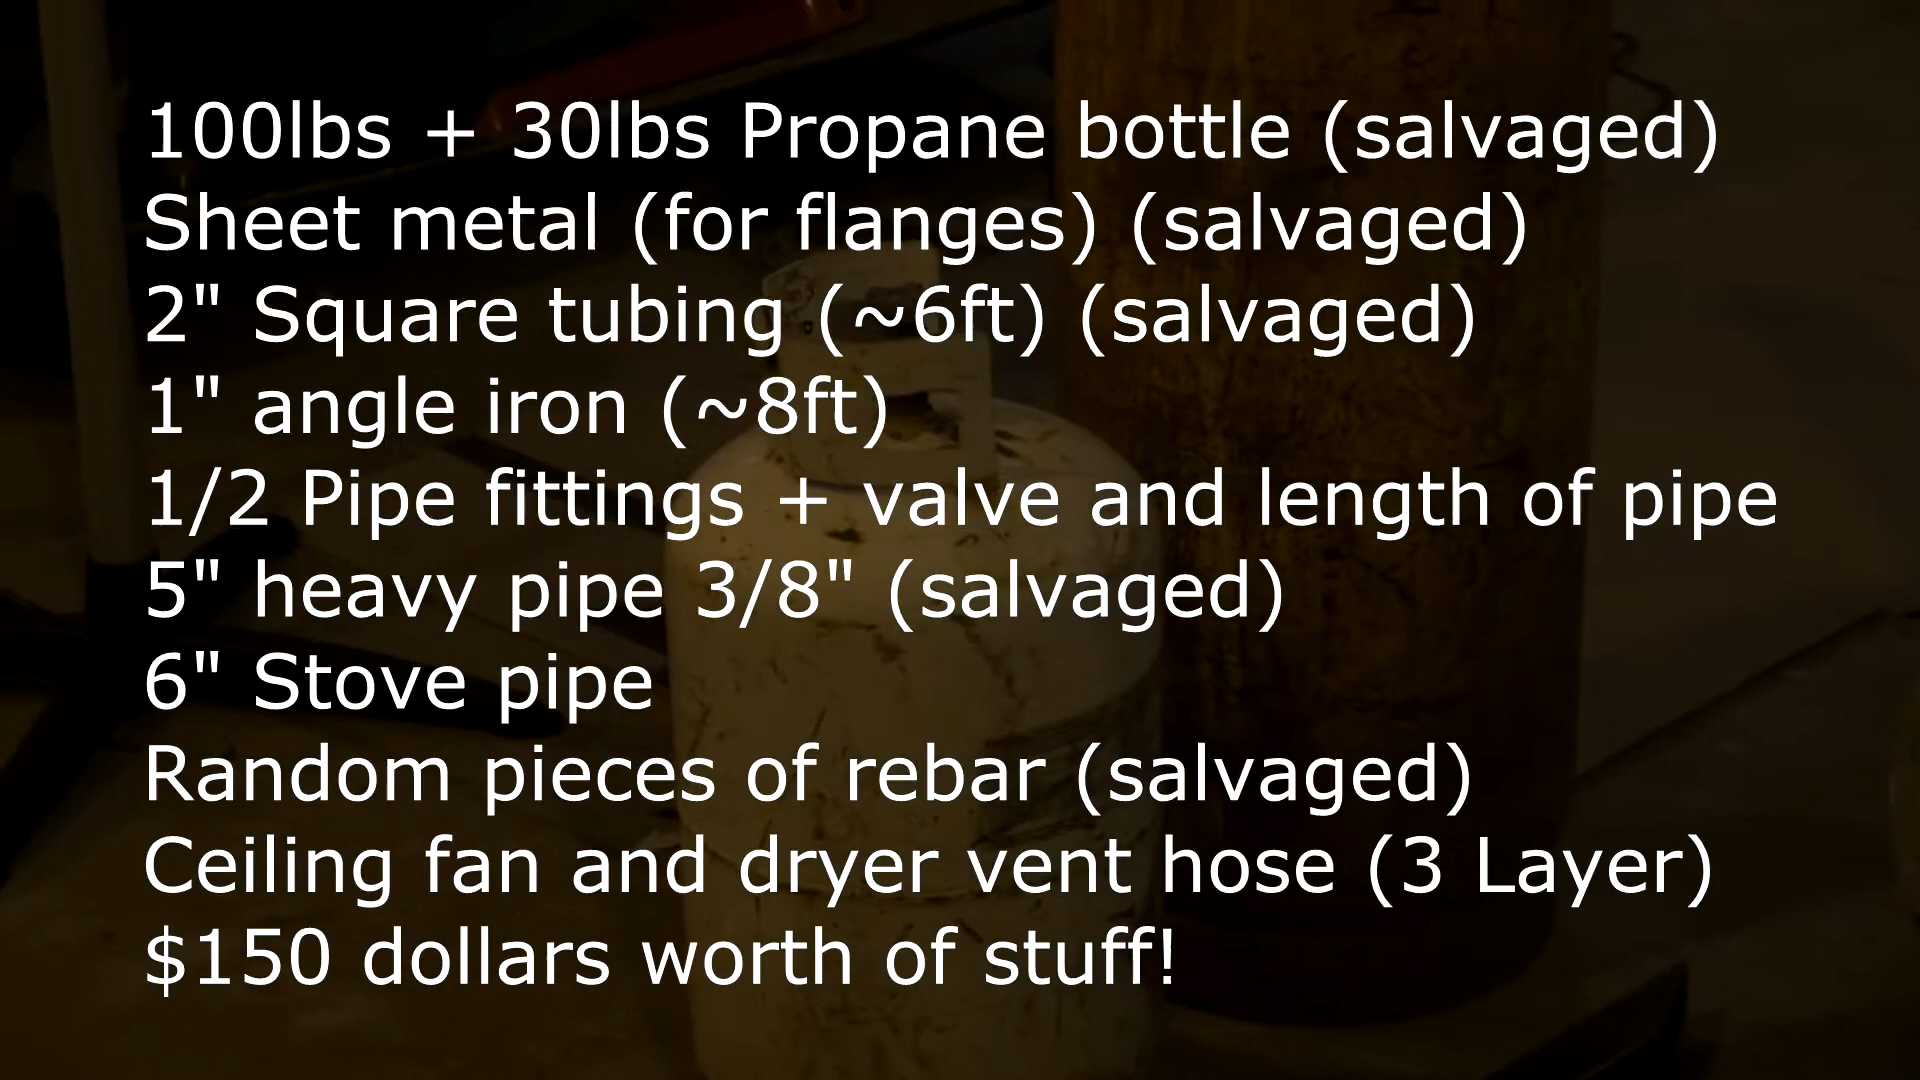 100lbs + 30lbs Propane bottle (salvaged)
Sheet metal (for flanges) (salvaged)
2" Square tubing (~6ft) (salvaged)
1" angle iron (~8ft)
1/2 Pipe fittings + valve and length of pipe
5" heavy pipe 3/8" (salvaged)
6" Stove pipe
Random pieces of rebar (salvaged)
Ceiling fan and dryer vent hose (3 Layer)
$150 dollars worth of stuff!